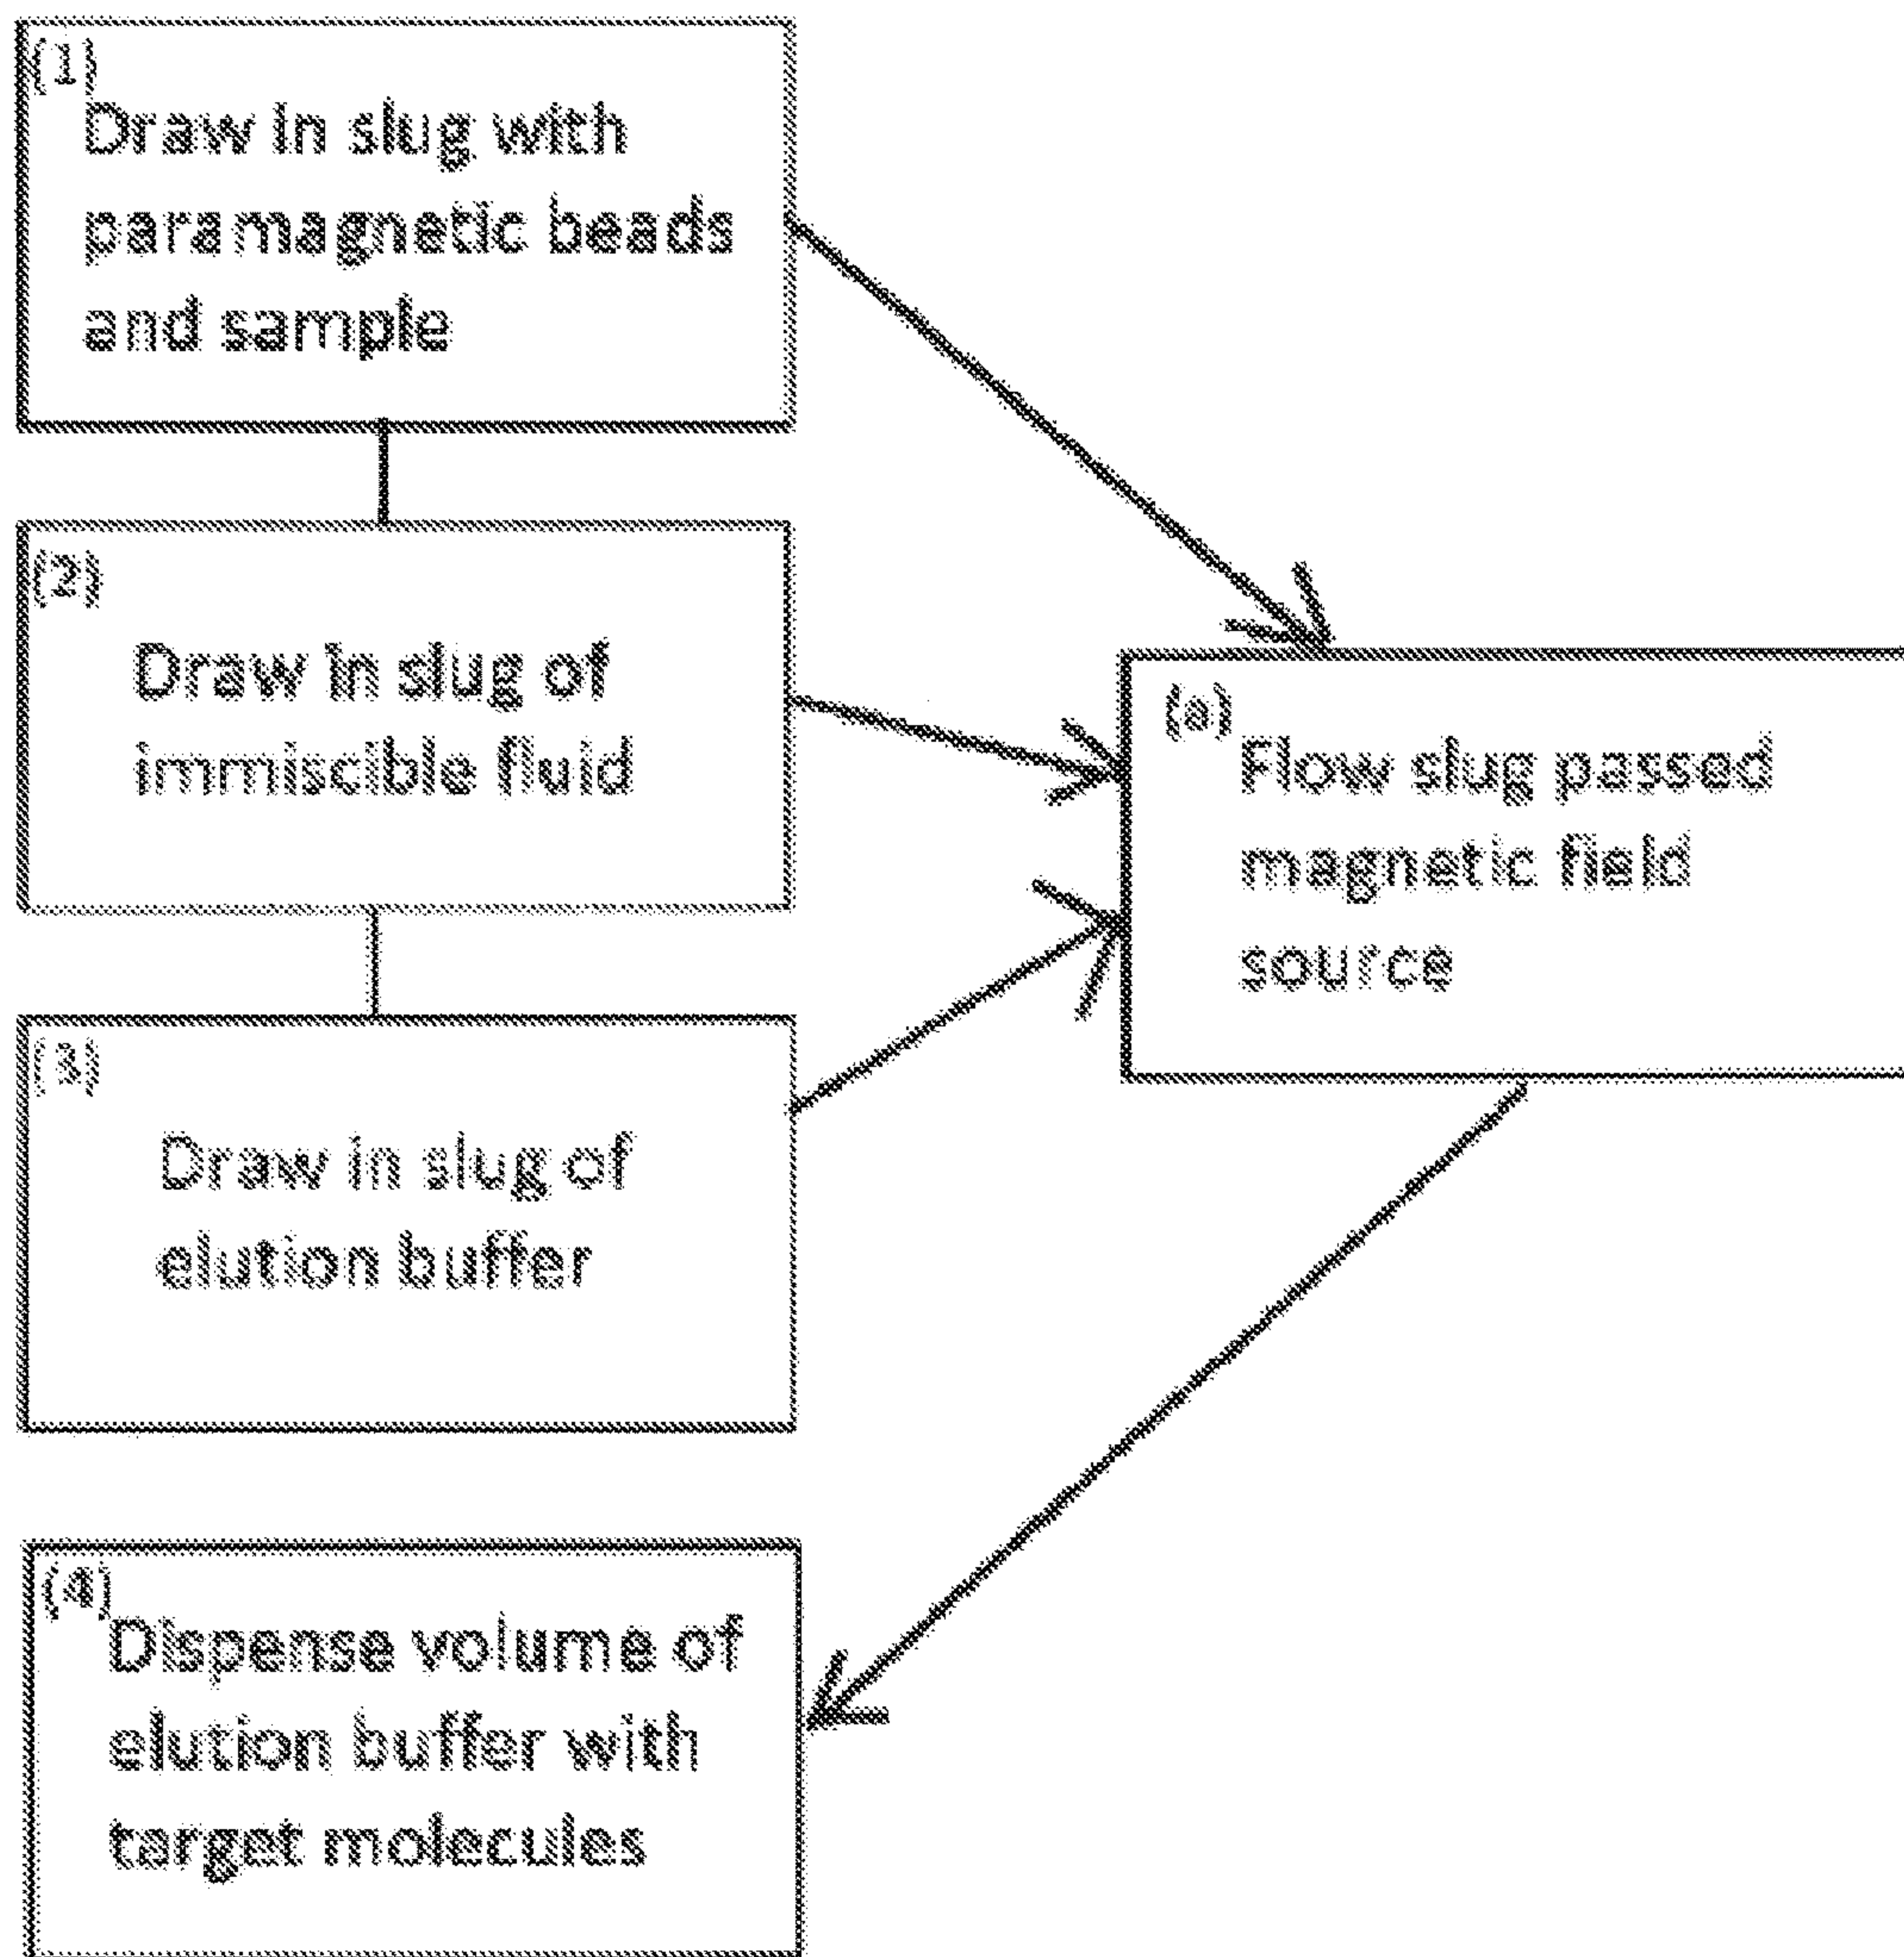 (1)
Draw in slug with
paramagnetic beads
and sample
(2)
Draw in slug of
immiscible fluid
(a)
Flow slug passed
magnetic field
source
(3)
Draw in slug of
elution buffer
(4)
Dispense volume of
elution buffer with
target molecules